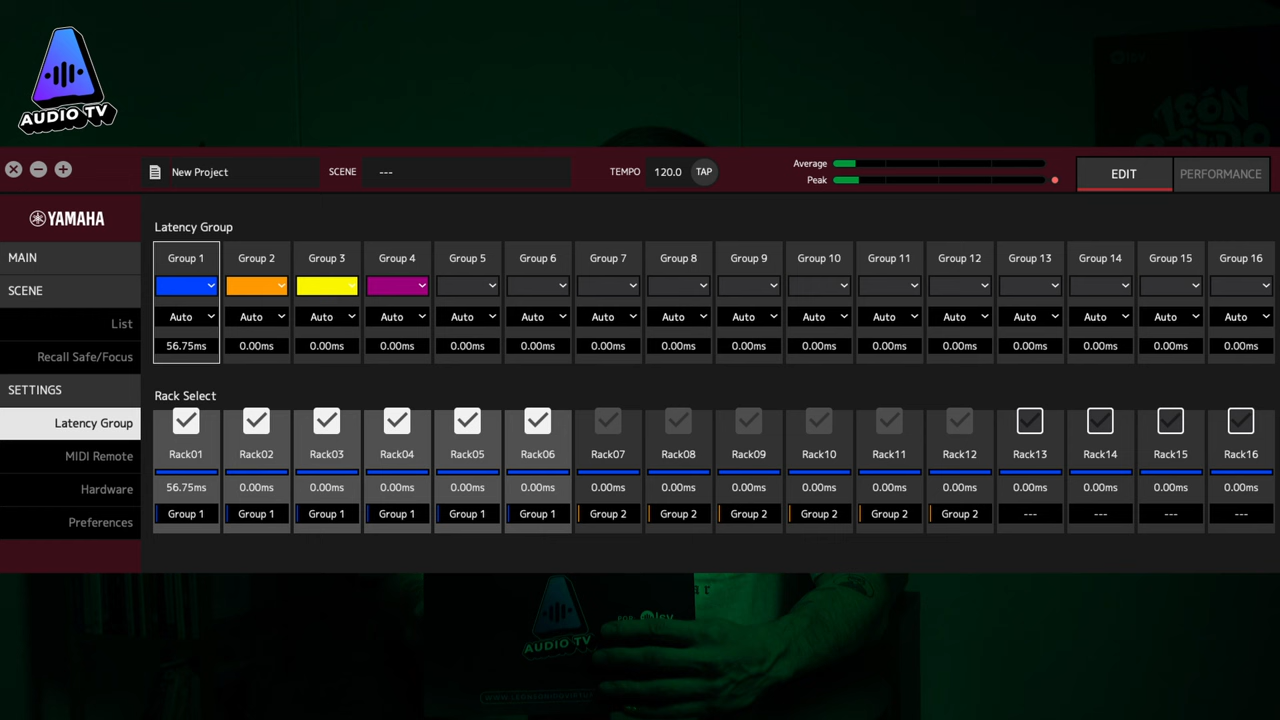 AUDIO TV
LEÓN
New Project
SCENE
---
TEMPO
120.0
TAP
Average
Peak
EDIT
PERFORMANCE
YAMAHA
MAIN
SCENE
List
Recall Safe/Focus
SETTINGS
Latency Group
MIDI Remote
Hardware
Preferences
Latency Group
Group 1 Group 2 Group 3 Group 4 Group 5 Group 6 Group 7 Group 8 Group 9 Group 10 Group 11 Group 12 Group 13 Group 14 Group 15 Group 16
Auto Auto Auto Auto Auto Auto Auto Auto Auto Auto Auto Auto Auto Auto Auto Auto
56.75ms 0.00ms 0.00ms 0.00ms 0.00ms 0.00ms 0.00ms 0.00ms 0.00ms 0.00ms 0.00ms 0.00ms 0.00ms 0.00ms 0.00ms 0.00ms
Rack Select
Rack01 Rack02 Rack03 Rack04 Rack05 Rack06 Rack07 Rack08 Rack09 Rack10 Rack11 Rack12 Rack13 Rack14 Rack15 Rack16
56.75ms 0.00ms 0.00ms 0.00ms 0.00ms 0.00ms 0.00ms 0.00ms 0.00ms 0.00ms 0.00ms 0.00ms 0.00ms 0.00ms 0.00ms 0.00ms
Group 1 Group 1 Group 1 Group 1 Group 1 Group 1 Group 2 Group 2 Group 2 Group 2 Group 2 Group 2 --- --- --- ---
FOR
AUDIO TV